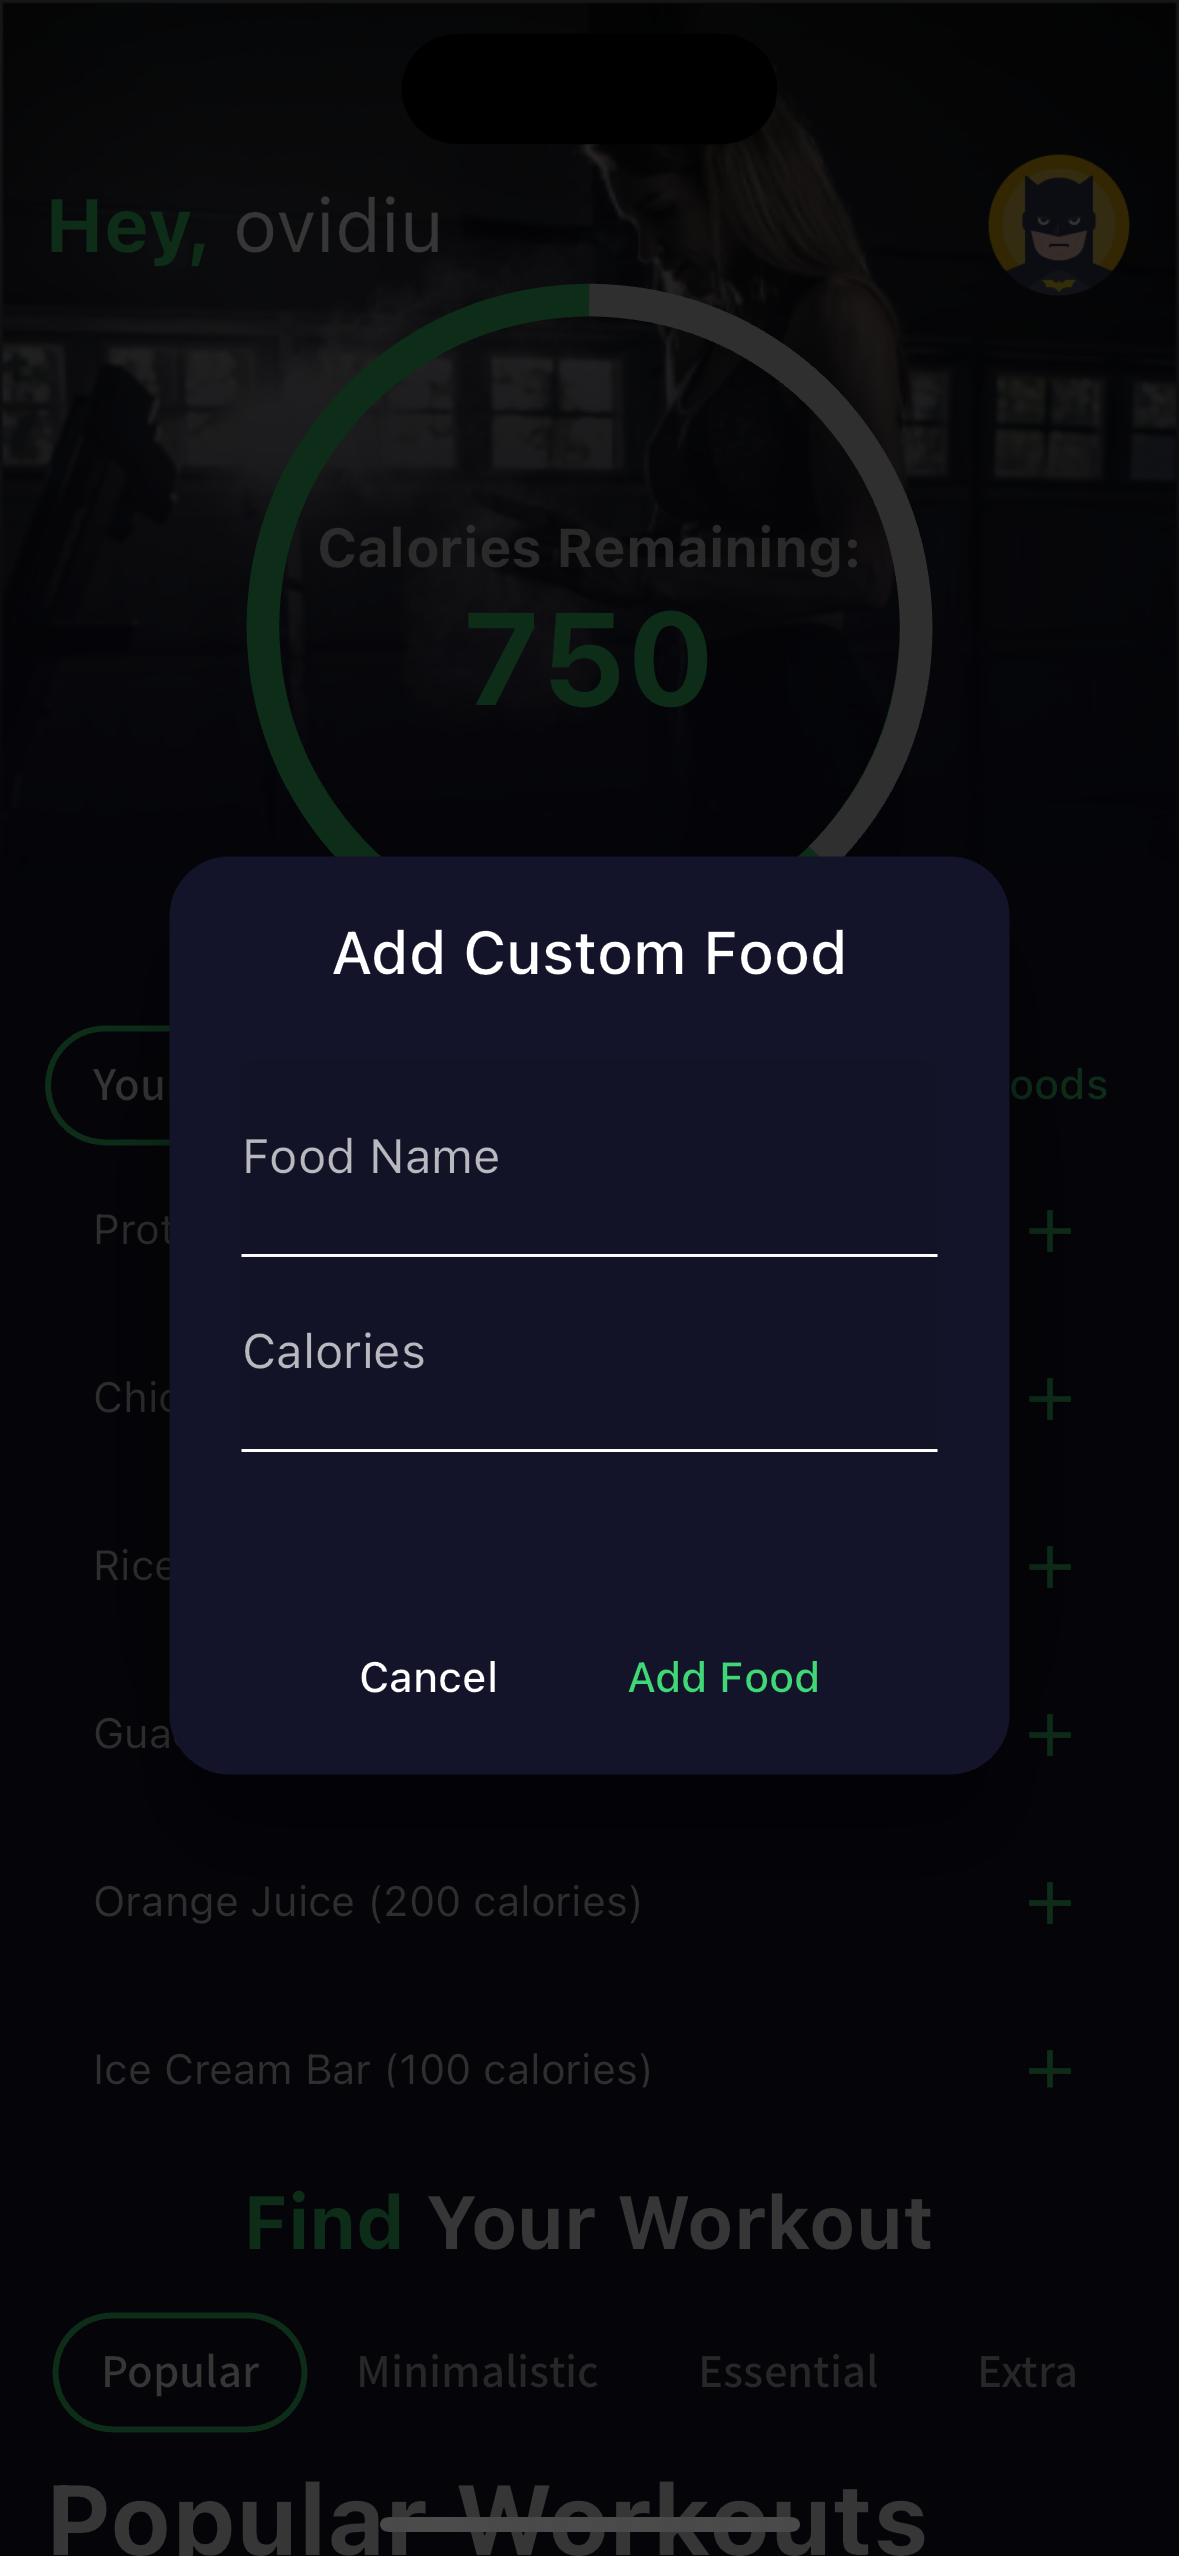 Hey, ovidiu
Calories Remaining:
750
Add Custom Food
You
oods
Food Name
Prot
Calories
Chic
Rice
Cancel
Add Food
Gua
Orange Juice (200 calories)
Ice Cream Bar (100 calories)
Find Your Workout
Popular
Minimalistic
Essential
Extra
Popular Workouts